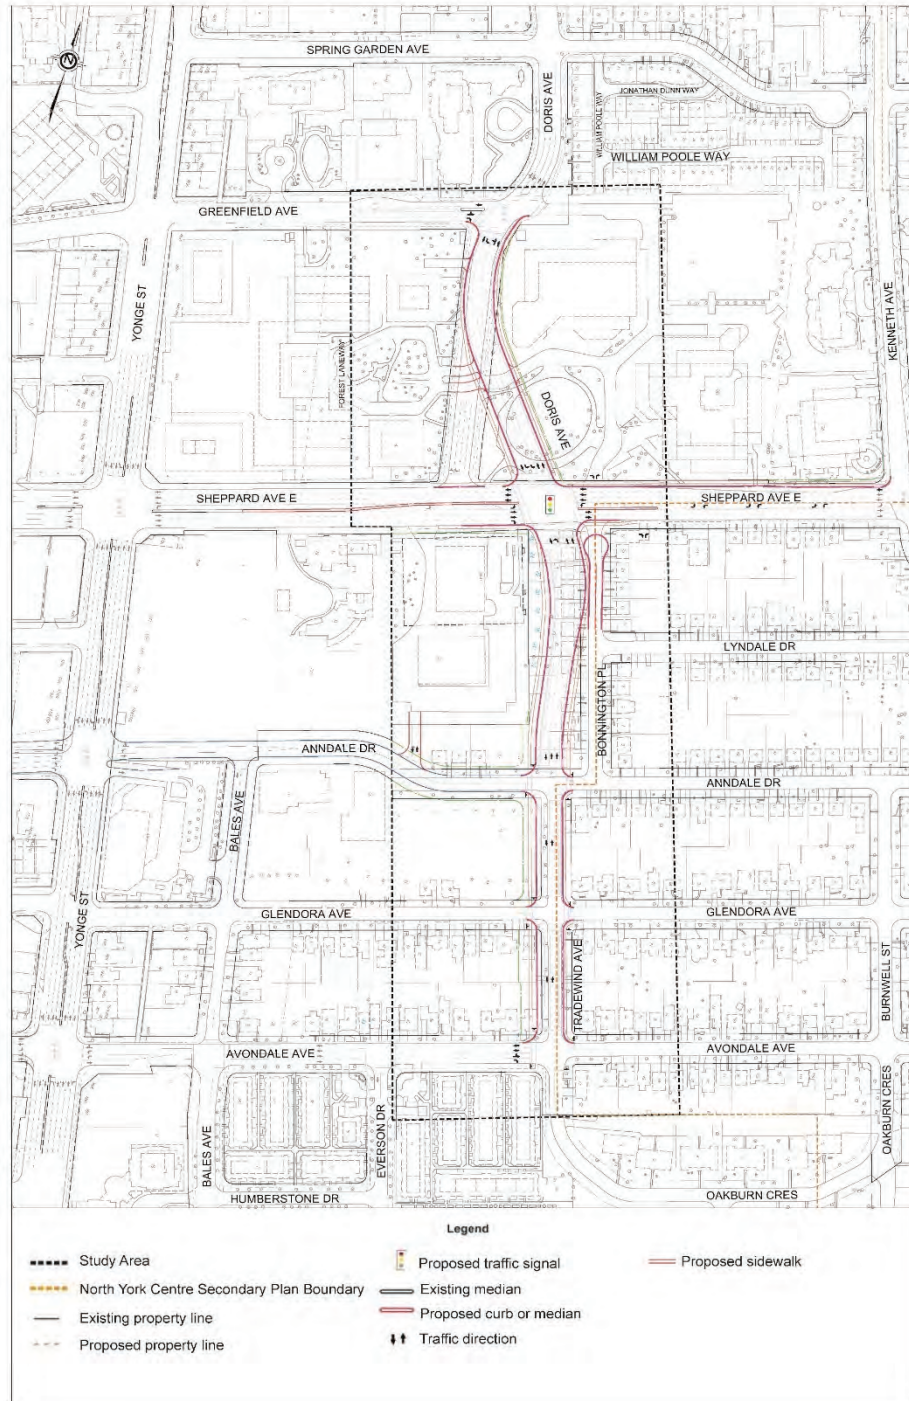 N
SPRING GARDEN AVE
DORIS AVE
JONATHAN DUNN WAY
WILLIAM POOLE WAY
WILLIAM POOLE WAY
GREENFIELD AVE
YONGE ST
KENNETH AVE
FOREST LANEWAY
DORIS AVE
SHEPPARD AVE E
SHEPPARD AVE E
LYNDALE DR
BONNINGTON PL
ANNDALE DR
ANNDALE DR
BALES AVE
GLENDORA AVE
GLENDORA AVE
YONGE ST
TRADEWIND AVE
BURNWELL ST
AVONDALE AVE
AVONDALE AVE
BALES AVE
EVERSON DR
OAKBURN CRES
HUMBERSTONE DR
OAKBURN CRES
Legend
Study Area
Proposed traffic signal
Proposed sidewalk
North York Centre Secondary Plan Boundary
Existing median
Existing property line
Proposed curb or median
Proposed property line
Traffic direction